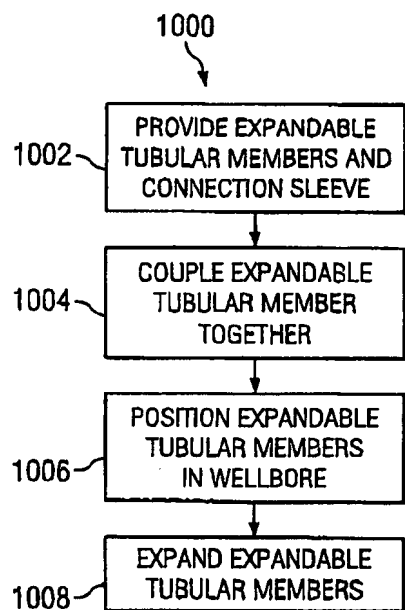 1000
1002
PROVIDE EXPANDABLE
TUBULAR MEMBERS AND
CONNECTION SLEEVE
1004
COUPLE EXPANDABLE
TUBULAR MEMBER
TOGETHER
1006
POSITION EXPANDABLE
TUBULAR MEMBERS
IN WELLBORE
1008
EXPAND EXPANDABLE
TUBULAR MEMBERS